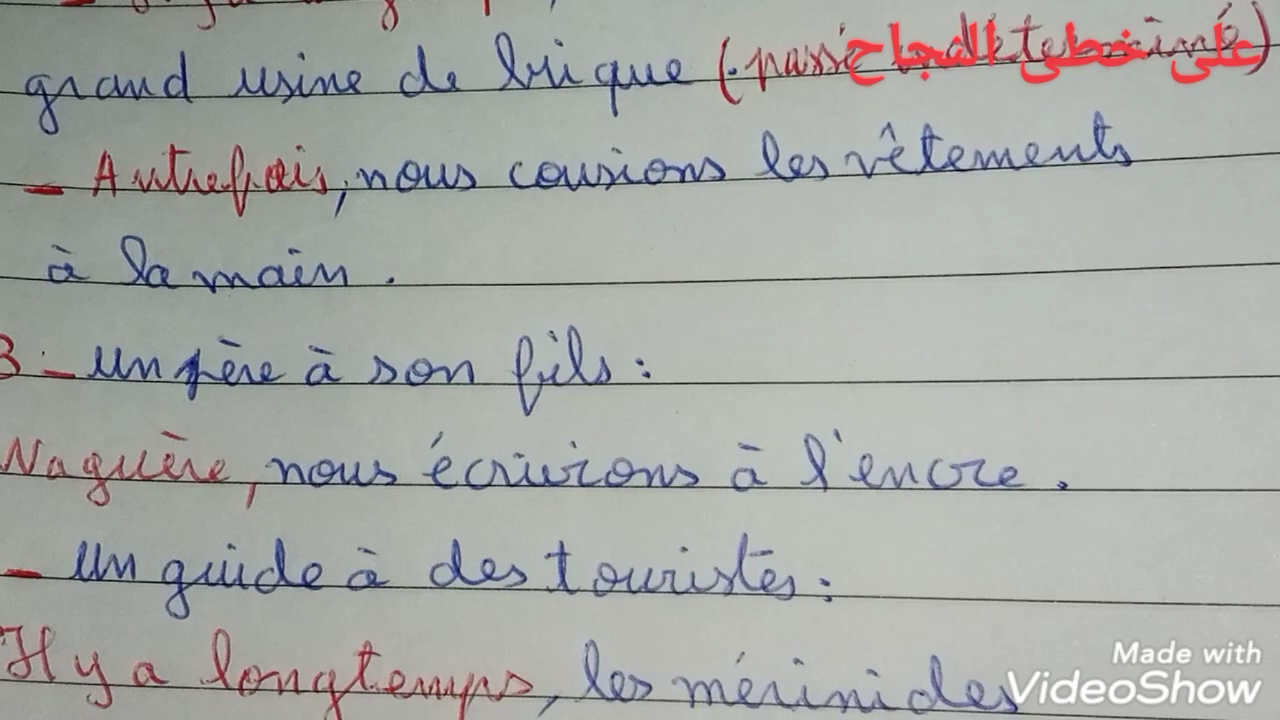 grand usine de brique (passé
على خطى النجاح
- Autrefois, nous cousions les vêtements
à la main.
3 - un père à son fils :
Naguère, nous écrivions à l'encre.
- un guide à des touristes :
Il y a longtemps, les mérinides
Made with
VideoShow